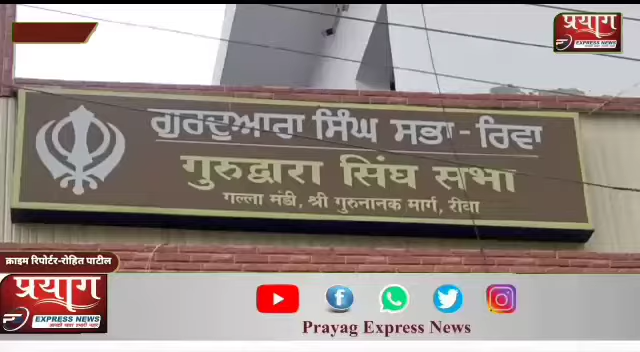 प्रयाग
EXPRESS NEWS
ਗੁਰਦੁਆਰਾ ਸਿੰਘ ਸਭਾ - ਰਿਵਾ
गुरुद्वारा सिंघ सभा
गल्ला मंडी, श्री गुरुनानक मार्ग, रीवा
क्राइम रिपोर्टर-रोहित पाटील
प्रयाग
EXPRESS NEWS
Prayag Express News